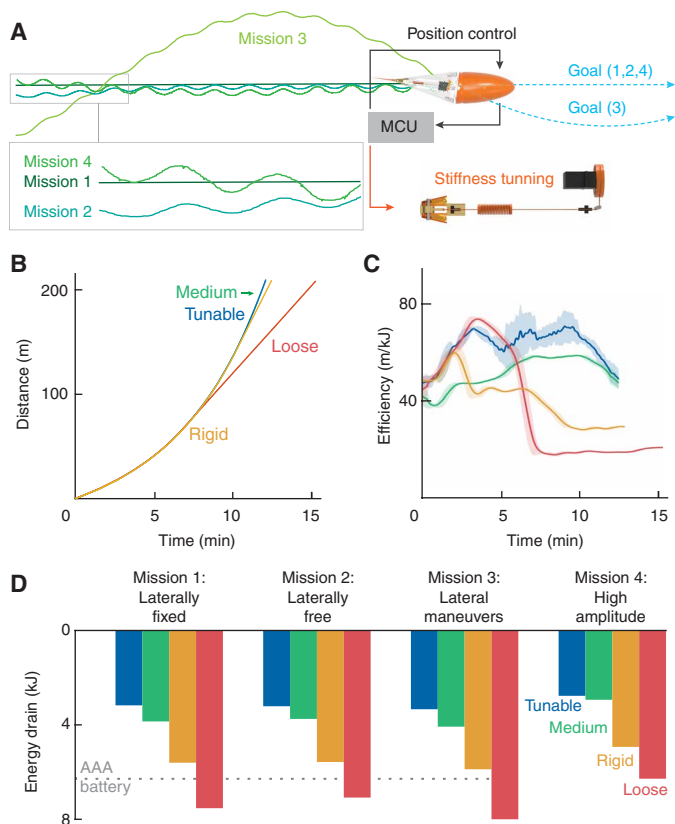 A
Mission 3
Position control
Goal (1,2,4)
Goal (3)
MCU
Mission 4
Mission 1
Mission 2
Stiffness tunning
B
200
100
0
5
10
15
Distance (m)
Time (min)
Medium
Tunable
Loose
Rigid
C
80
40
0
5
10
15
Efficiency (m/kJ)
Time (min)
D
Mission 1:
Laterally
fixed
Mission 2:
Laterally
free
Mission 3:
Lateral
maneuvers
Mission 4:
High
amplitude
0
4
8
Energy drain (kJ)
AAA
battery
Tunable
Medium
Rigid
Loose